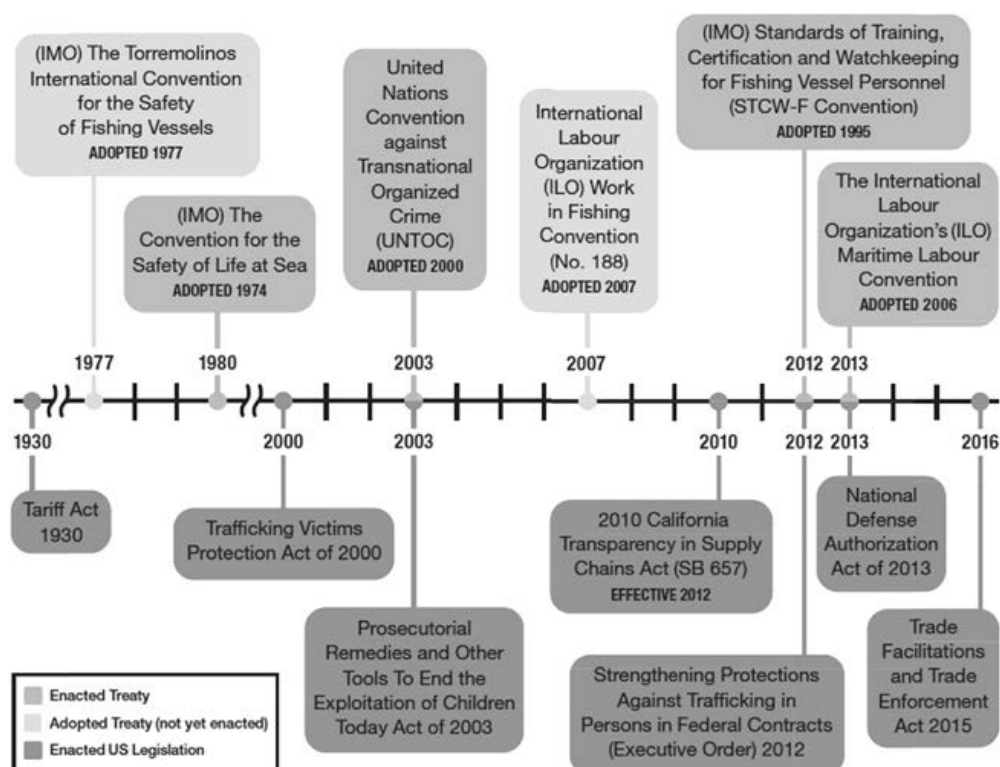 (IMO) The Torremolinos
International Convention
for the Safety
of Fishing Vessels
ADOPTED 1977
(IMO) The
Convention for the
Safety of Life at Sea
ADOPTED 1974
United
Nations
Convention
against
Transnational
Organized
Crime
(UNTOC)
ADOPTED 2000
International
Labour
Organization
(ILO) Work
in Fishing
Convention
(No. 188)
ADOPTED 2007
(IMO) Standards of Training,
Certification and Watchkeeping
for Fishing Vessel Personnel
(STCW-F Convention)
ADOPTED 1995
The International
Labour
Organization's (ILO)
Maritime Labour
Convention
ADOPTED 2006
1977
1980
2003
2007
2012
2013
1930
2000
2003
2010
2012
2013
2016
Tariff Act
1930
Trafficking Victims
Protection Act of 2000
Prosecutorial
Remedies and Other
Tools To End the
Exploitation of Children
Today Act of 2003
2010 California
Transparency in Supply
Chains Act (SB 657)
EFFECTIVE 2012
Strengthening Protections
Against Trafficking in
Persons in Federal Contracts
(Executive Order) 2012
National
Defense
Authorization
Act of 2013
Trade
Facilitations
and Trade
Enforcement
Act 2015
Enacted Treaty
Adopted Treaty (not yet enacted)
Enacted US Legislation